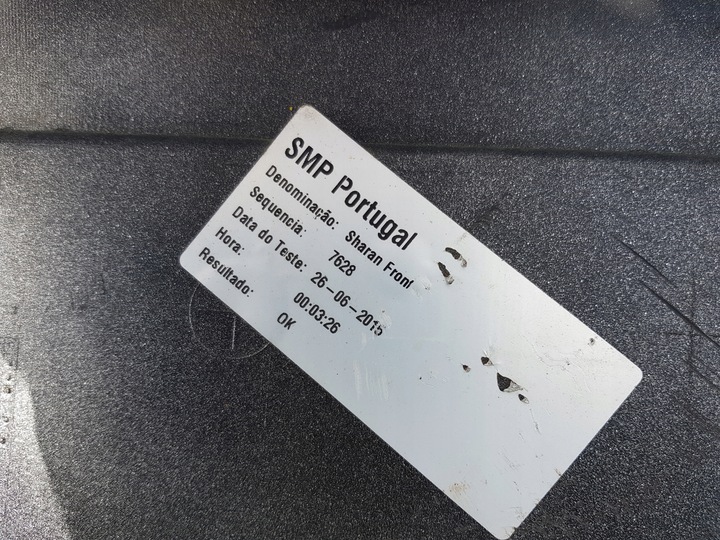 SMP Portugal
Denominação: Sharan Front
Sequencia: 7628
Data do Teste: 26-06-2015
Hora: 00:03:26
Resultado: OK